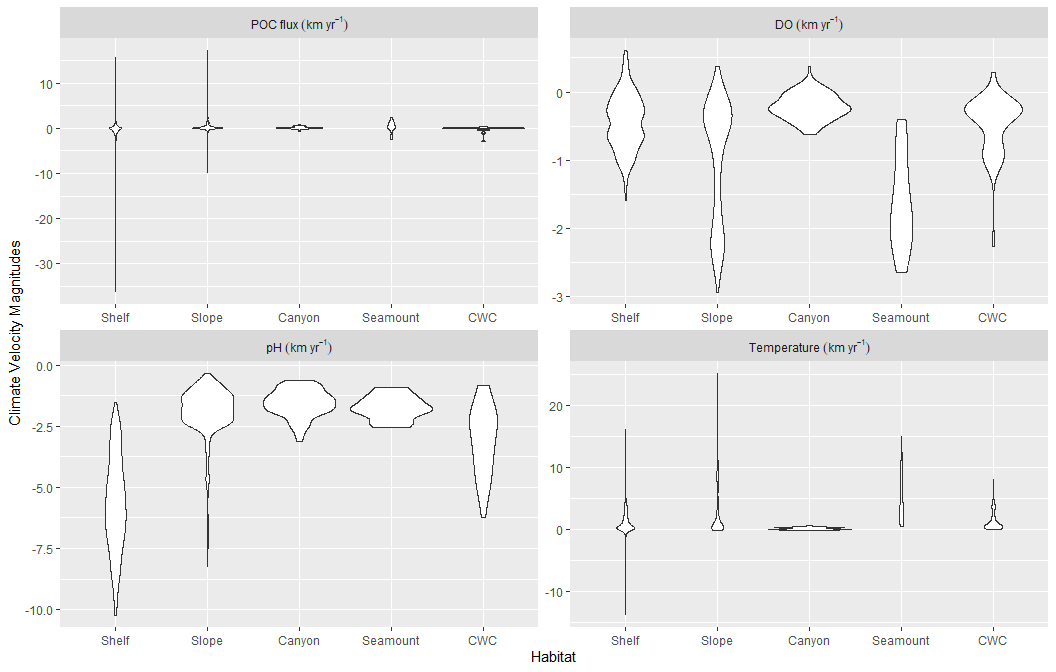 POC flux (km yr⁻¹)
DO (km yr⁻¹)
10
0
-10
-20
-30
0
-1
-2
-3
Shelf Slope Canyon Seamount CWC
Shelf Slope Canyon Seamount CWC
Climate Velocity Magnitudes
pH (km yr⁻¹)
Temperature (km yr⁻¹)
0.0
-2.5
-5.0
-7.5
-10.0
20
10
0
-10
Shelf Slope Canyon Seamount CWC
Shelf Slope Canyon Seamount CWC
Habitat